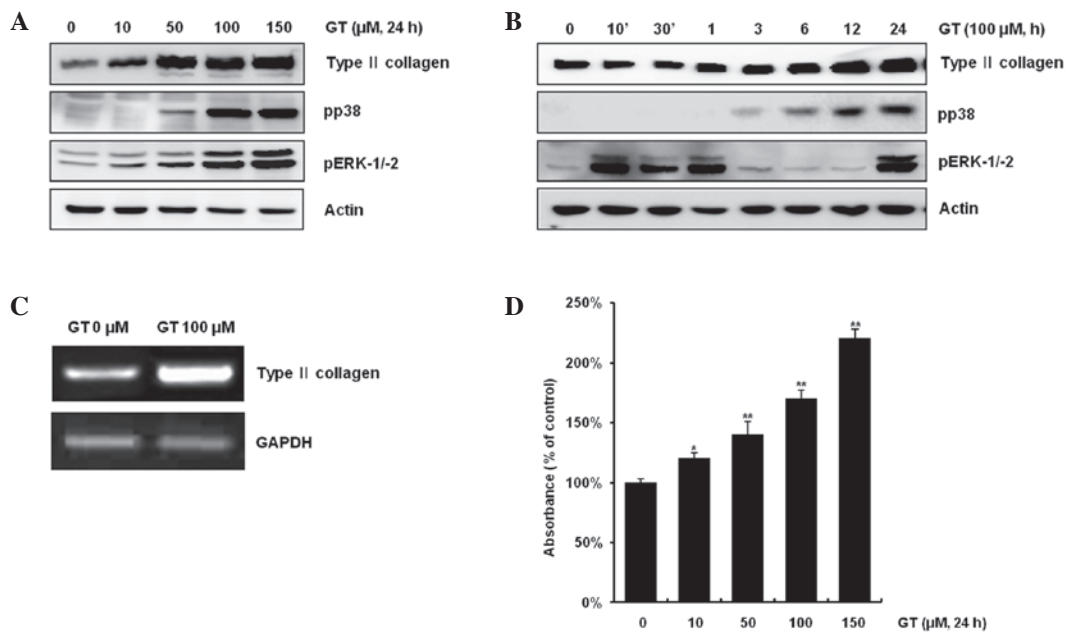 A
0 10 50 100 150 GT (µM, 24 h)
Type II collagen
pp38
pERK-1/-2
Actin
B
0 10' 30' 1 3 6 12 24 GT (100 µM, h)
Type II collagen
pp38
pERK-1/-2
Actin
C
GT 0 µM GT 100 µM
Type II collagen
GAPDH
D
Absorbance (% of control)
250%
200%
150%
100%
50%
0%
*
**
**
**
0 10 50 100 150 GT (µM, 24 h)